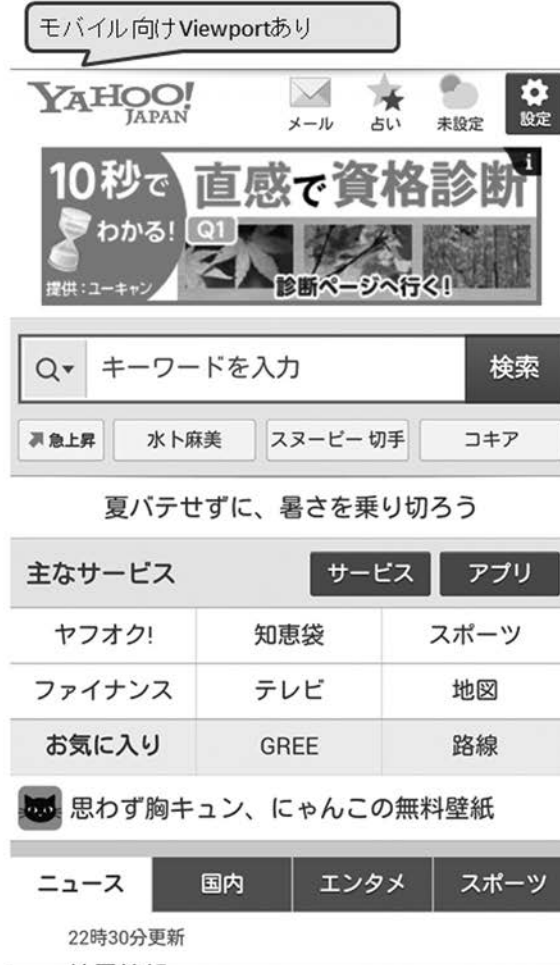 モバイル向けViewportあり
YAHOO!
JAPAN
メール 占い 未設定 設定
10秒で
わかる!
提供:ユーキャン
直感で資格診断
i
Q1
診断ページへ行く!
キーワードを入力 検索
急上昇 水卜麻美 スヌーピー 切手 コキア
夏バテせずに、暑さを乗り切ろう
主なサービス サービス アプリ
ヤフオク! 知恵袋 スポーツ
ファイナンス テレビ 地図
お気に入り GREE 路線
思わず胸キュン、にゃんこの無料壁紙
ニュース 国内 エンタメ スポーツ
22時30分更新